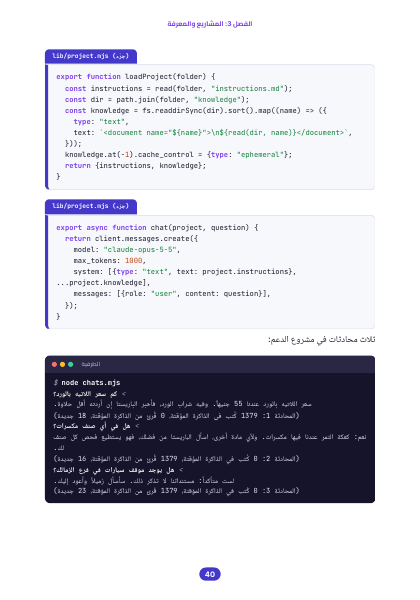 الفصل 3: المشاريع والمعرفة
lib/project.mjs (جزء)
export function loadProject(folder) {
const instructions = read(folder, "instructions.md");
const dir = path.join(folder, "knowledge");
const knowledge = fs.readdirSync(dir).sort().map((name) => ({
type: "text",
text: `<document name="${name}">\n${read(dir, name)}</document>`,
}));
knowledge.at(-1).cache_control = {type: "ephemeral"};
return {instructions, knowledge};
}
lib/project.mjs (جزء)
export async function chat(project, question) {
return client.messages.create({
model: "claude-opus-5-5",
max_tokens: 1000,
system: [{type: "text", text: project.instructions},
...project.knowledge],
messages: [{role: "user", content: question}],
});
}
ثلاث محادثات في مشروع الدعم:
الطرفية
$ node chats.mjs
> كم سعر اللاتيه بالورد؟
سعر اللاتيه بالورد عندنا 55 جنيهاً. وفيه شراب الورد، فأخبر الباريستا إن أردته أقل حلاوة.
(المحادثة 1: 1379 كُتب في الذاكرة المؤقتة، 0 قُرئ من الذاكرة المؤقتة، 18 جديدة)
> هل في أي صنف مكسرات؟
نعم: كعكة التمر عندنا فيها مكسرات. ولأي مادة أخرى، اسأل الباريستا من فضلك، فهو يستطيع فحص كل صنف
لك.
(المحادثة 2: 0 كُتب في الذاكرة المؤقتة، 1379 قُرئ من الذاكرة المؤقتة، 16 جديدة)
> هل يوجد موقف سيارات في فرع الزمالك؟
لست متأكداً: مستنداتنا لا تذكر ذلك. سأسأل زميلاً وأعود إليك.
(المحادثة 3: 0 كُتب في الذاكرة المؤقتة، 1379 قُرئ من الذاكرة المؤقتة، 23 جديدة)
40